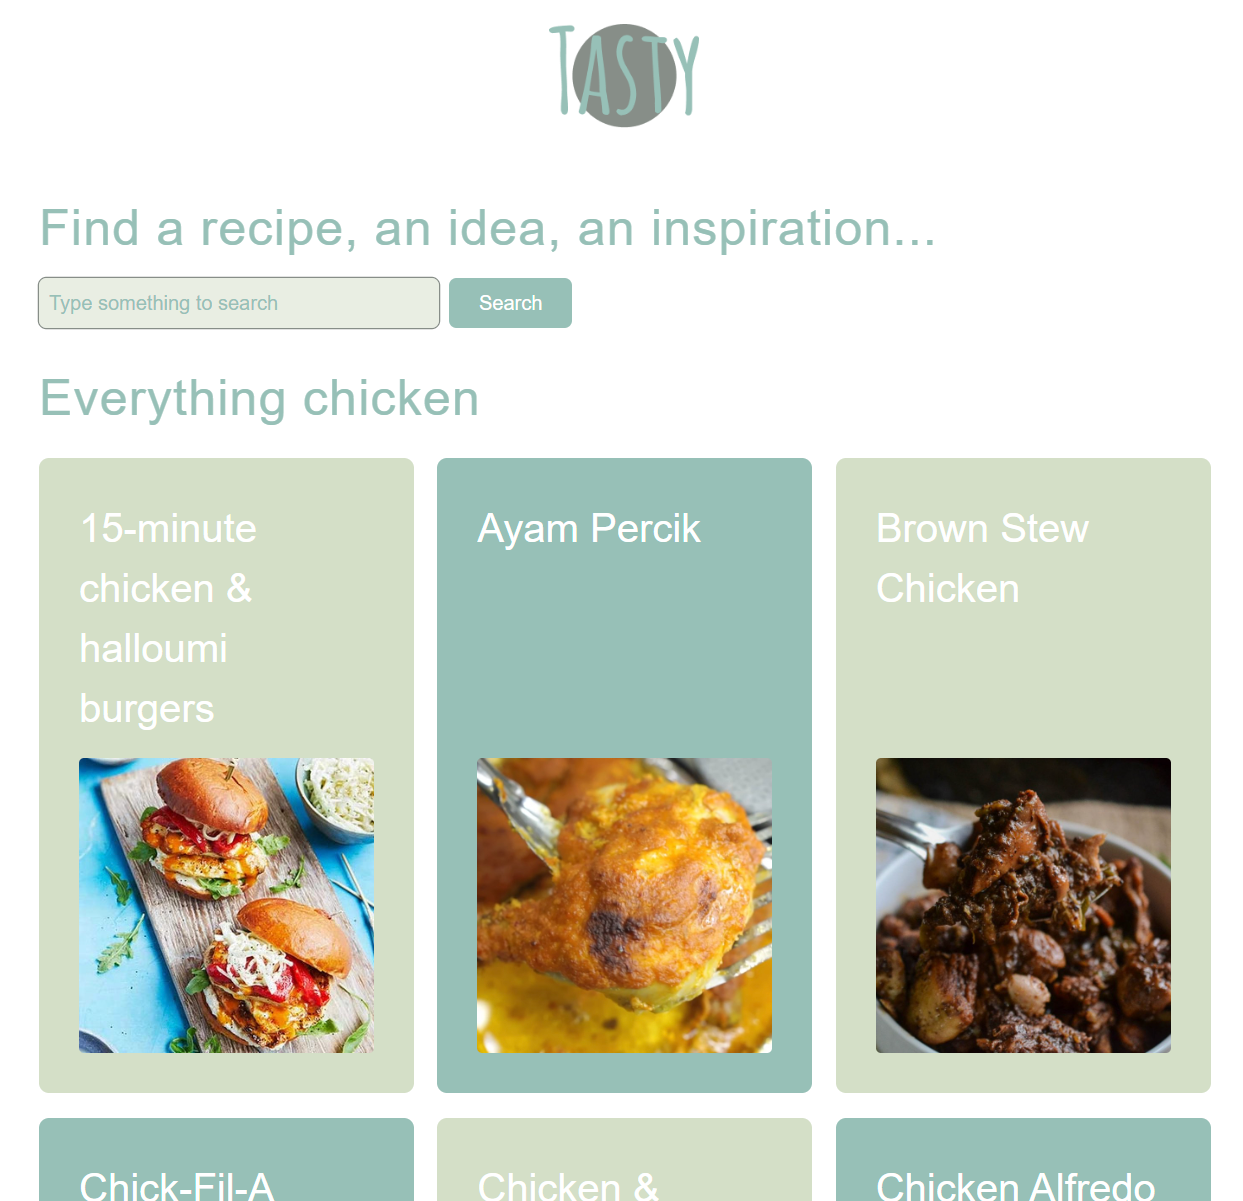 TASTY
Find a recipe, an idea, an inspiration...
Type something to search
Search
Everything chicken
15-minute
chicken &
halloumi
burgers
Ayam Percik
Brown Stew
Chicken
Chick-Fil-A
Chicken &
Chicken Alfredo